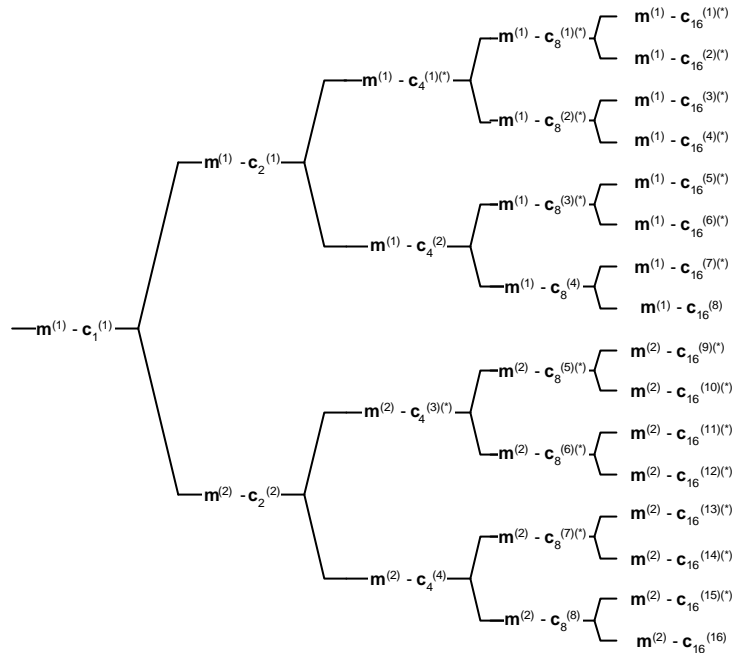 m(1) - c16(1)(*)
m(1) - c8(1)(*)
m(1) - c16(2)(*)
m(1) - c4(1)(*)
m(1) - c16(3)(*)
m(1) - c8(2)(*)
m(1) - c16(4)(*)
m(1) - c2(1)
m(1) - c16(5)(*)
m(1) - c8(3)(*)
m(1) - c16(6)(*)
m(1) - c4(2)
m(1) - c16(7)(*)
m(1) - c8(4)
m(1) - c16(8)
m(1) - c1(1)
m(2) - c16(9)(*)
m(2) - c8(5)(*)
m(2) - c16(10)(*)
m(2) - c4(3)(*)
m(2) - c16(11)(*)
m(2) - c8(6)(*)
m(2) - c16(12)(*)
m(2) - c2(2)
m(2) - c16(13)(*)
m(2) - c8(7)(*)
m(2) - c16(14)(*)
m(2) - c4(4)
m(2) - c16(15)(*)
m(2) - c8(8)
m(2) - c16(16)